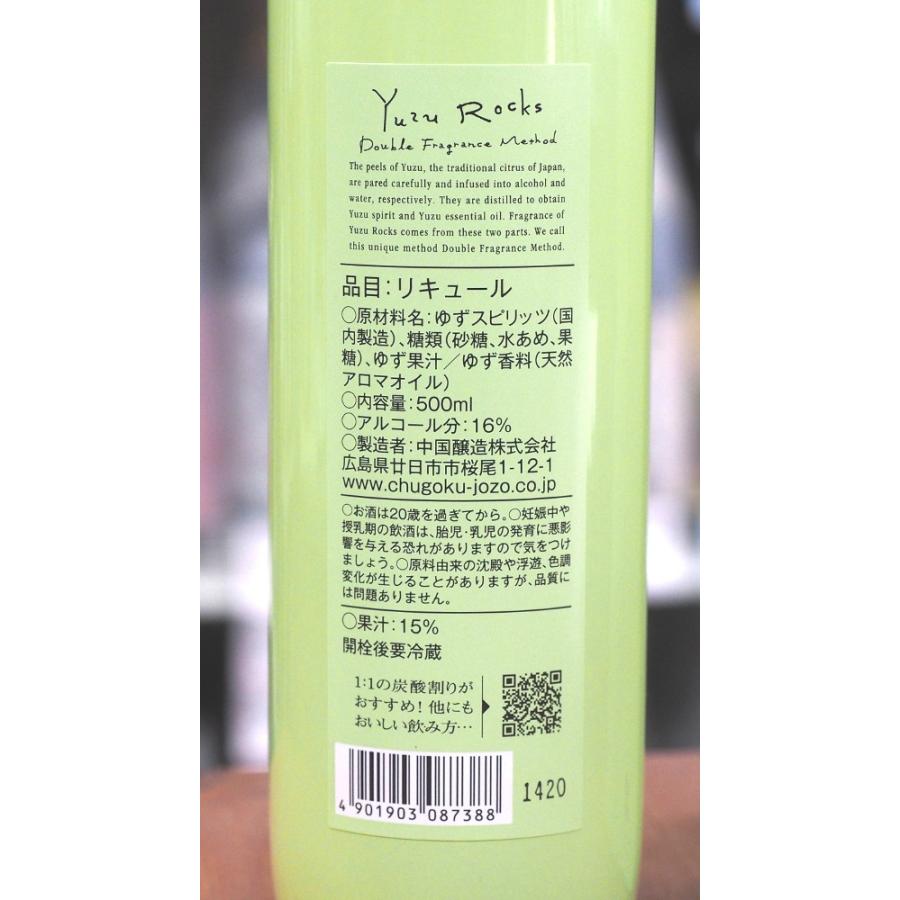 Yuzu Rocks
Double Fragrance Method
The peels of Yuzu, the traditional citrus of Japan,
are pared carefully and infused into alcohol and
water, respectively. They are distilled to obtain
Yuzu spirit and Yuzu essential oil. Fragrance of
Yuzu Rocks comes from these two parts. We call
this unique method Double Fragrance Method.
品目：リキュール
○原材料名：ゆずスピリッツ（国
内製造）、糖類（砂糖、水あめ、果
糖）、ゆず果汁／ゆず香料（天然
アロマオイル）
○内容量：500ml
○アルコール分：16%
○製造者：中国醸造株式会社
広島県廿日市市桜尾1-12-1
www.chugoku-jozo.co.jp
○お酒は20歳を過ぎてから。○妊娠中や
授乳期の飲酒は、胎児・乳児の発育に悪影
響を与える恐れがありますので気をつけ
ましょう。○原料由来の沈殿や浮遊、色調
変化が生じることがありますが、品質に
は問題ありません。
○果汁：15%
開栓後要冷蔵
1:1の炭酸割りが
おすすめ！他にも
おいしい飲み方…
4 901903 087388
1420